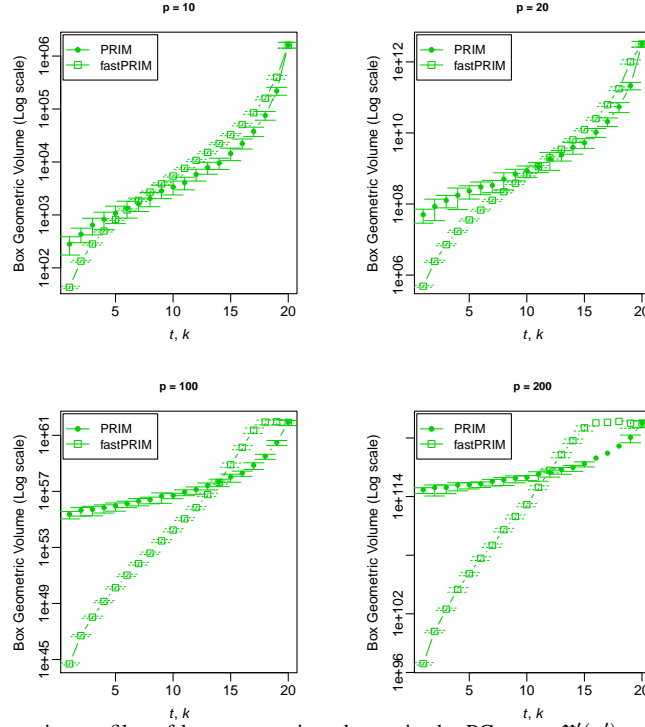 p = 10
p = 20
PRIM
fastPRIM
PRIM
fastPRIM
Box Geometric Volume (Log scale)
1e+06
1e+05
1e+04
1e+03
1e+02
Box Geometric Volume (Log scale)
1e+12
1e+10
1e+08
1e+06
5 10 15 20
5 10 15 20
t, k
t, k
p = 100
p = 200
PRIM
fastPRIM
PRIM
fastPRIM
Box Geometric Volume (Log scale)
1e+61
1e+57
1e+53
1e+49
1e+45
Box Geometric Volume (Log scale)
1e+114
1e+102
1e+96
5 10 15 20
5 10 15 20
t, k
t, k